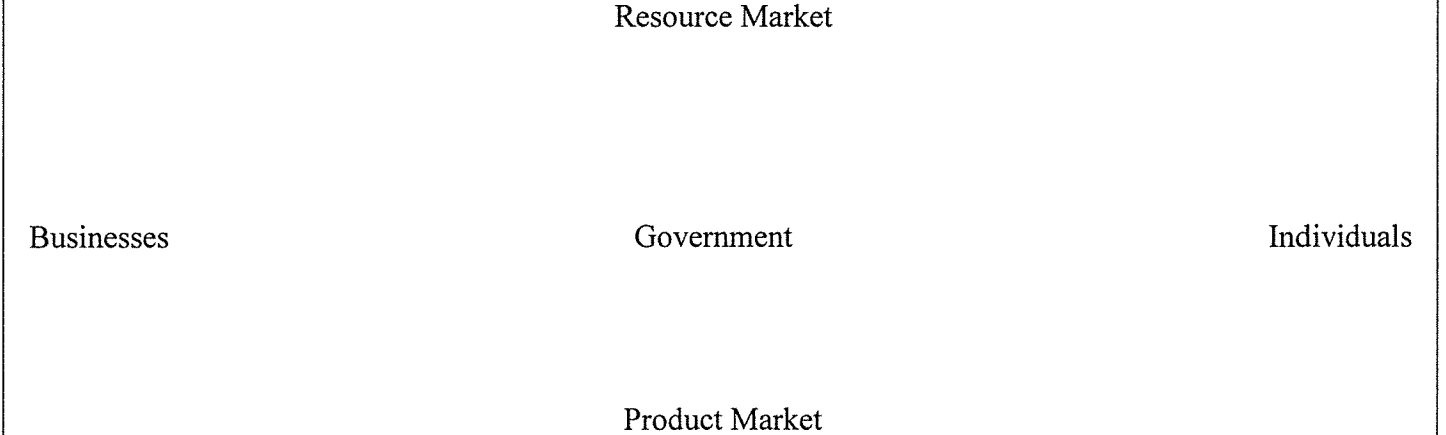 Resource Market
Businesses Government Individuals
Product Market